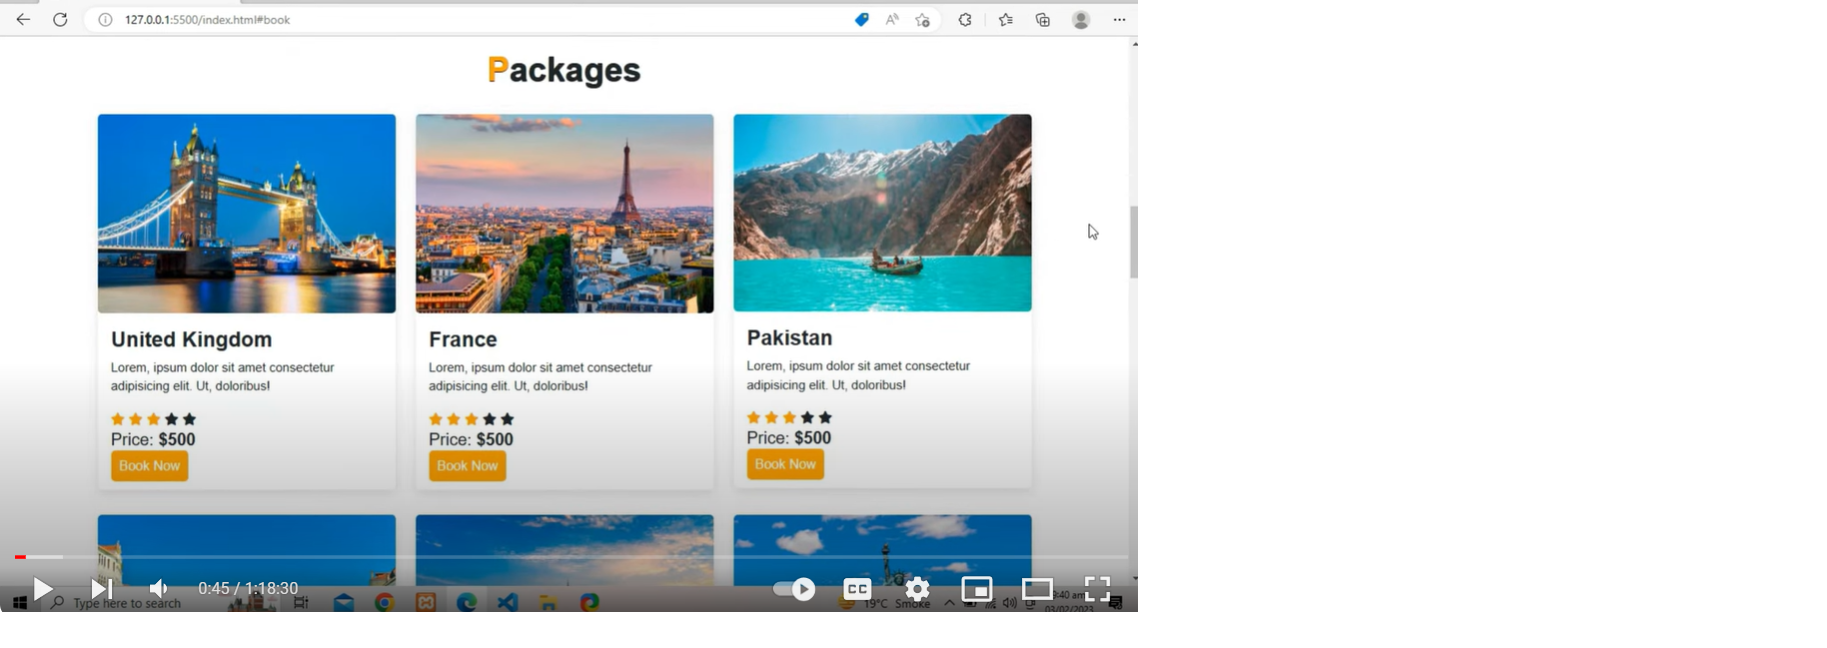 127.0.0.1:5500/index.html#book
Packages
United Kingdom
Lorem, ipsum dolor sit amet consectetur
adipisicing elit. Ut, doloribus!
Price: $500
Book Now
France
Lorem, ipsum dolor sit amet consectetur
adipisicing elit. Ut, doloribus!
Price: $500
Book Now
Pakistan
Lorem, ipsum dolor sit amet consectetur
adipisicing elit. Ut, doloribus!
Price: $500
Book Now
0:45 / 1:18:30
CC
Type here to search
19°C Smoke
:40 am
03/02/2023